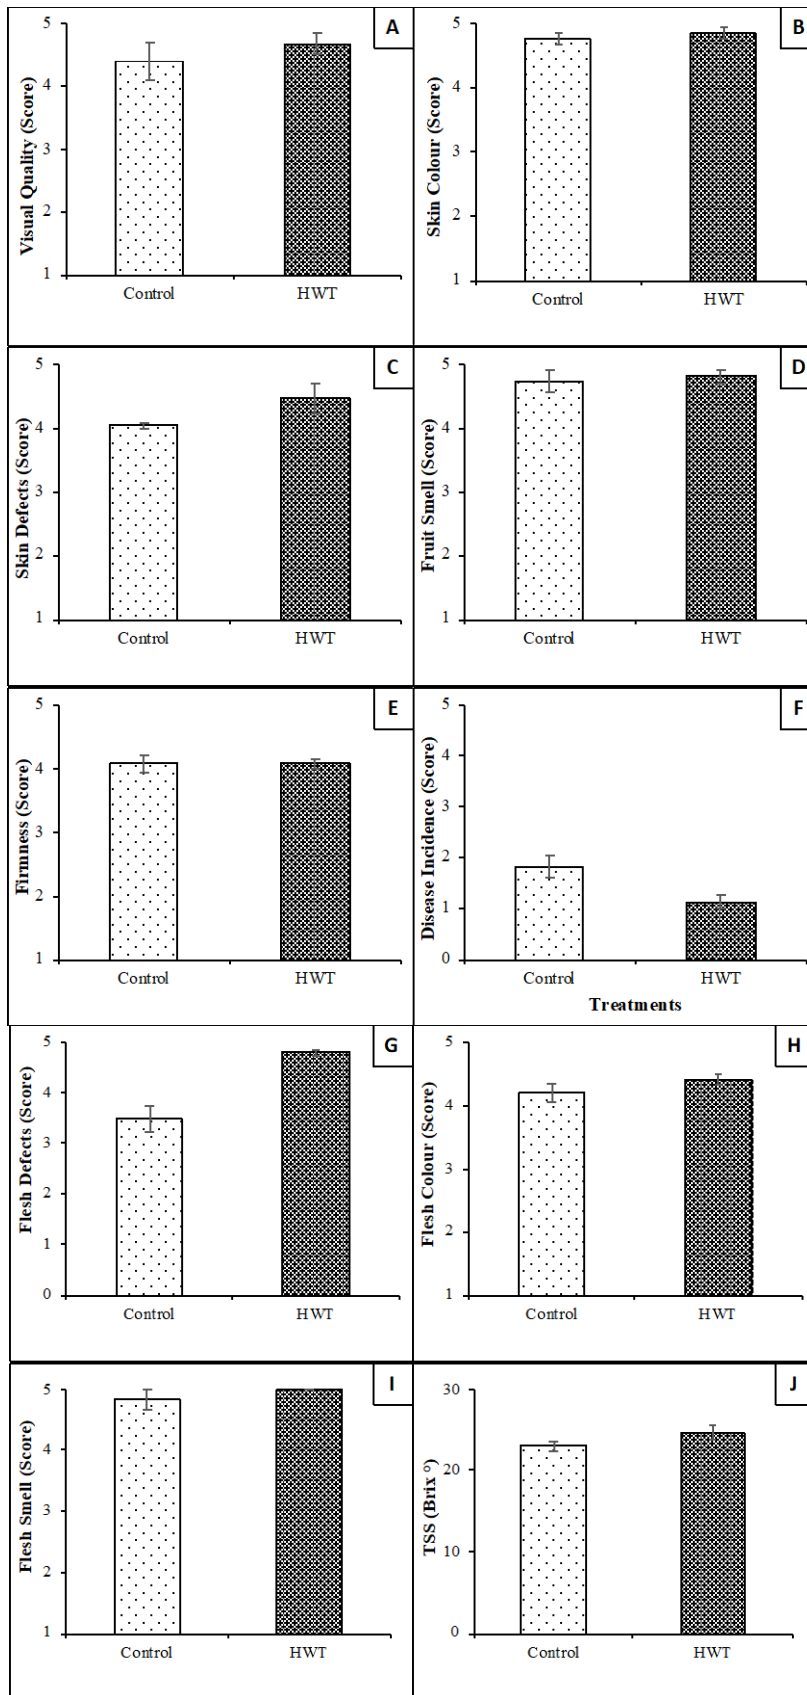 A
Visual Quality (Score)
5
4
3
2
1
Control
HWT
B
Skin Colour (Score)
5
4
3
2
1
Control
HWT
C
Skin Defects (Score)
5
4
3
2
1
Control
HWT
D
Fruit Smell (Score)
5
4
3
2
1
Control
HWT
E
Firmness (Score)
5
4
3
2
1
Control
HWT
F
Disease Incidence (Score)
5
4
3
2
1
0
Control
HWT
Treatments
G
Flesh Defects (Score)
5
4
3
2
1
0
Control
HWT
H
Flesh Colour (Score)
5
4
3
2
1
Control
HWT
I
Flesh Smell (Score)
5
4
3
2
1
Control
HWT
J
TSS (Brix °)
30
20
10
0
Control
HWT